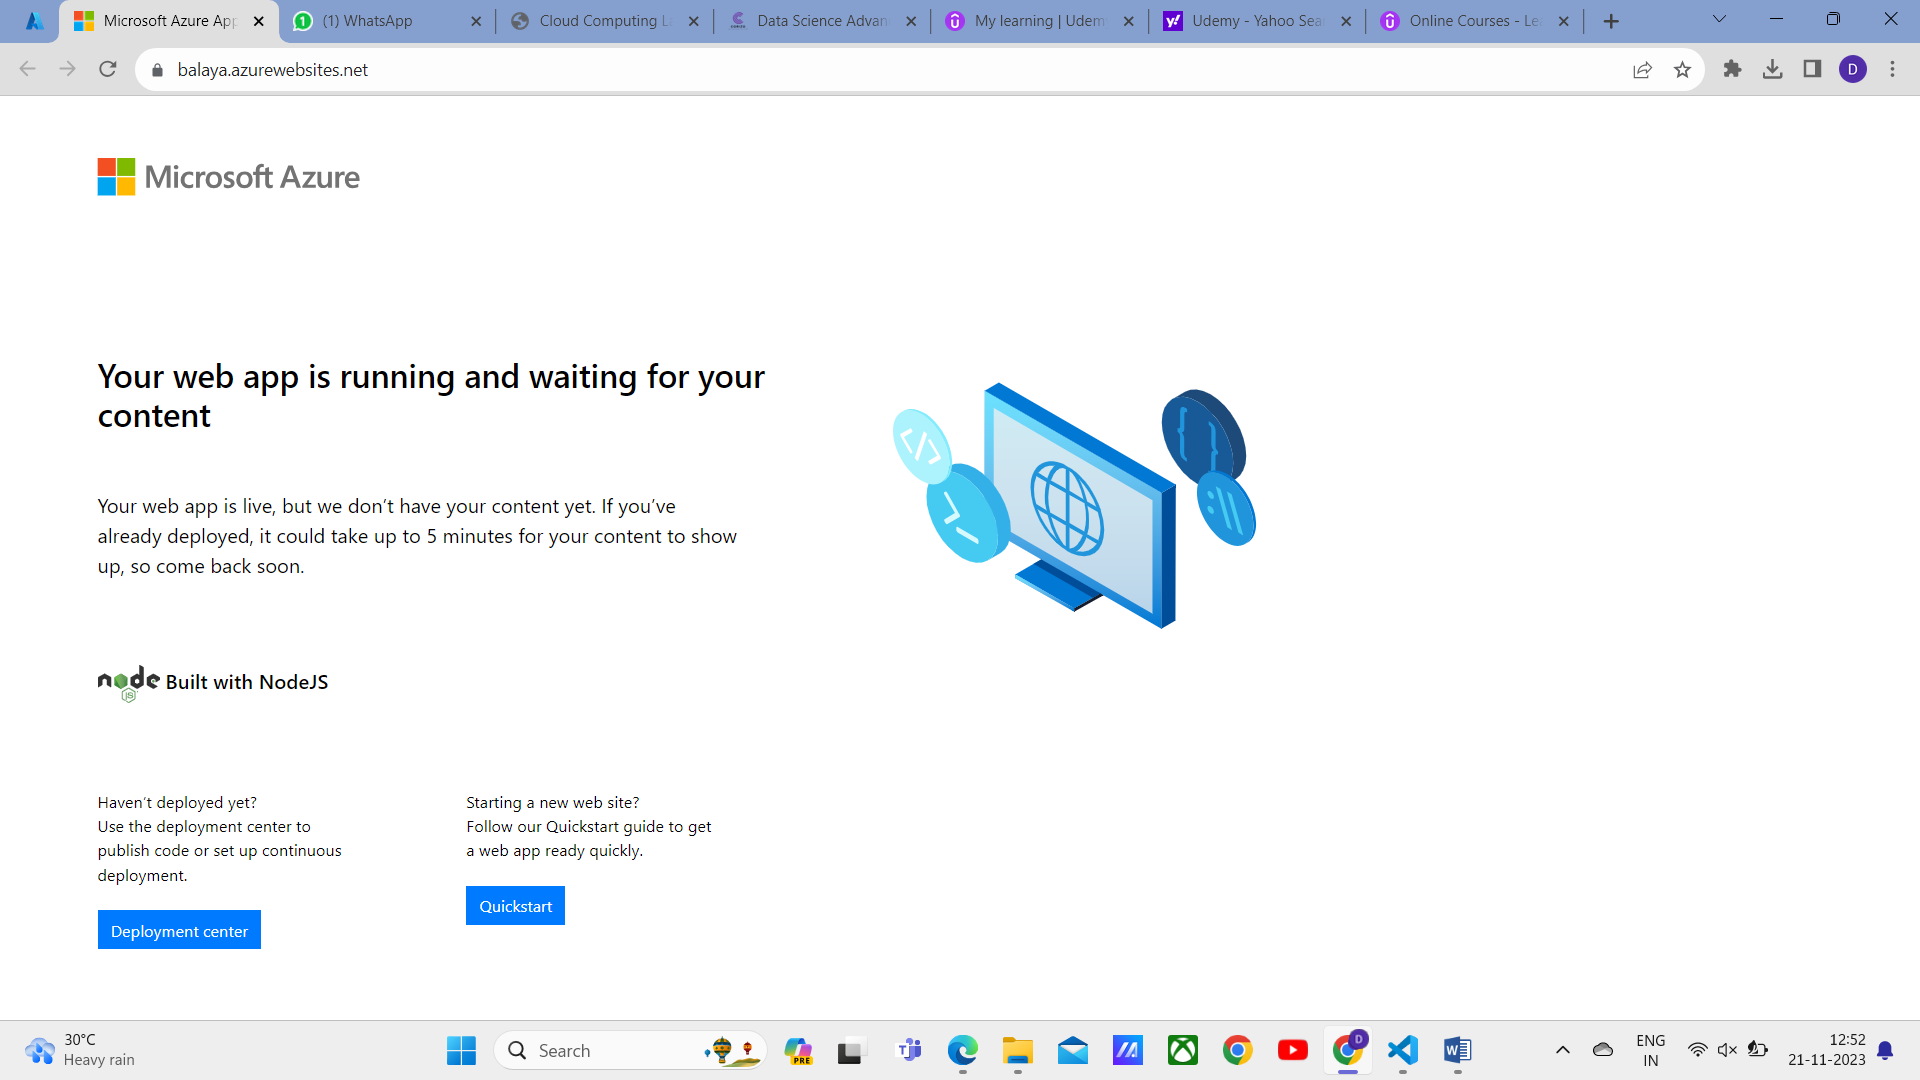 Microsoft Azure App
(1) WhatsApp
Cloud Computing L
Data Science Advan
My learning | Udem
Udemy - Yahoo Sea
Online Courses - Le
balaya.azurewebsites.net
D
Microsoft Azure
Your web app is running and waiting for your
content
Your web app is live, but we don’t have your content yet. If you’ve
already deployed, it could take up to 5 minutes for your content to show
up, so come back soon.
node Built with NodeJS
JS
Haven’t deployed yet?
Use the deployment center to
publish code or set up continuous
deployment.
Deployment center
Starting a new web site?
Follow our Quickstart guide to get
a web app ready quickly.
Quickstart
30°C
Heavy rain
Search
PRE
D
ENG
IN
12:52
21-11-2023